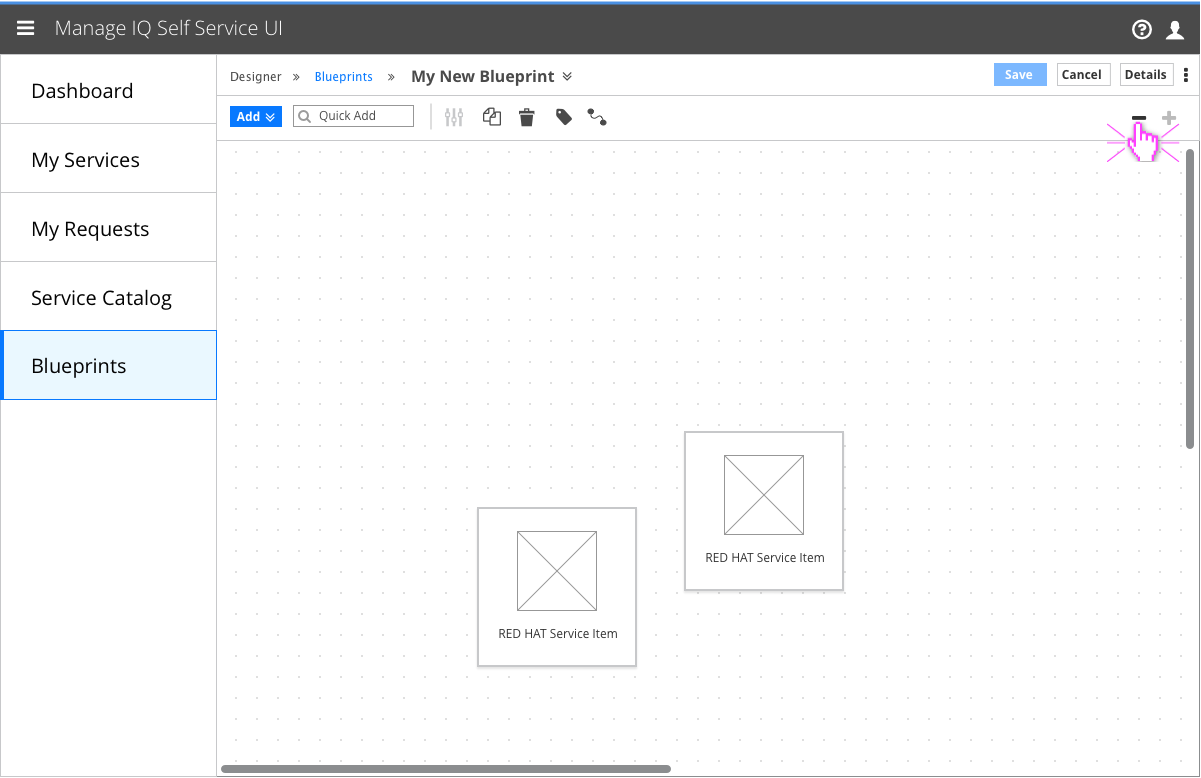 Manage IQ Self Service UI
Dashboard
My Services
My Requests
Service Catalog
Blueprints
Designer » Blueprints » My New Blueprint
Save
Cancel
Details
Add
Quick Add
RED HAT Service Item
RED HAT Service Item